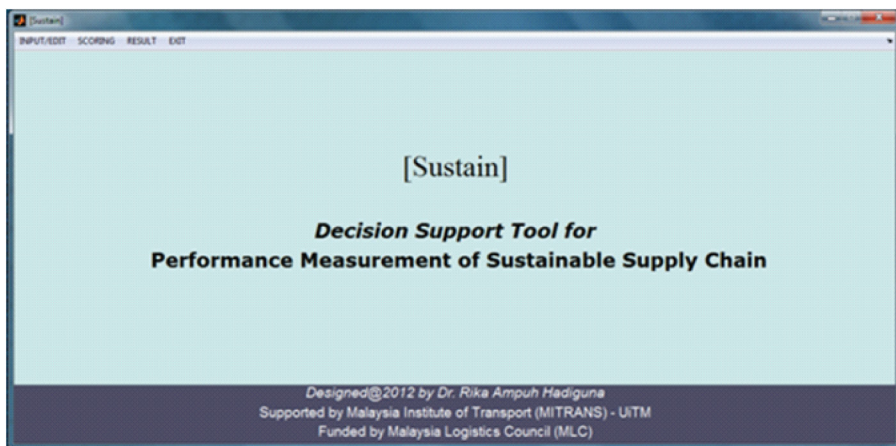 [Sustain]
INPUT/EDIT SCORING RESULT EXIT
[Sustain]
Decision Support Tool for
Performance Measurement of Sustainable Supply Chain
Designed@2012 by Dr. Rika Ampuh Hadiguna
Supported by Malaysia Institute of Transport (MITRANS) - UiTM
Funded by Malaysia Logistics Council (MLC)